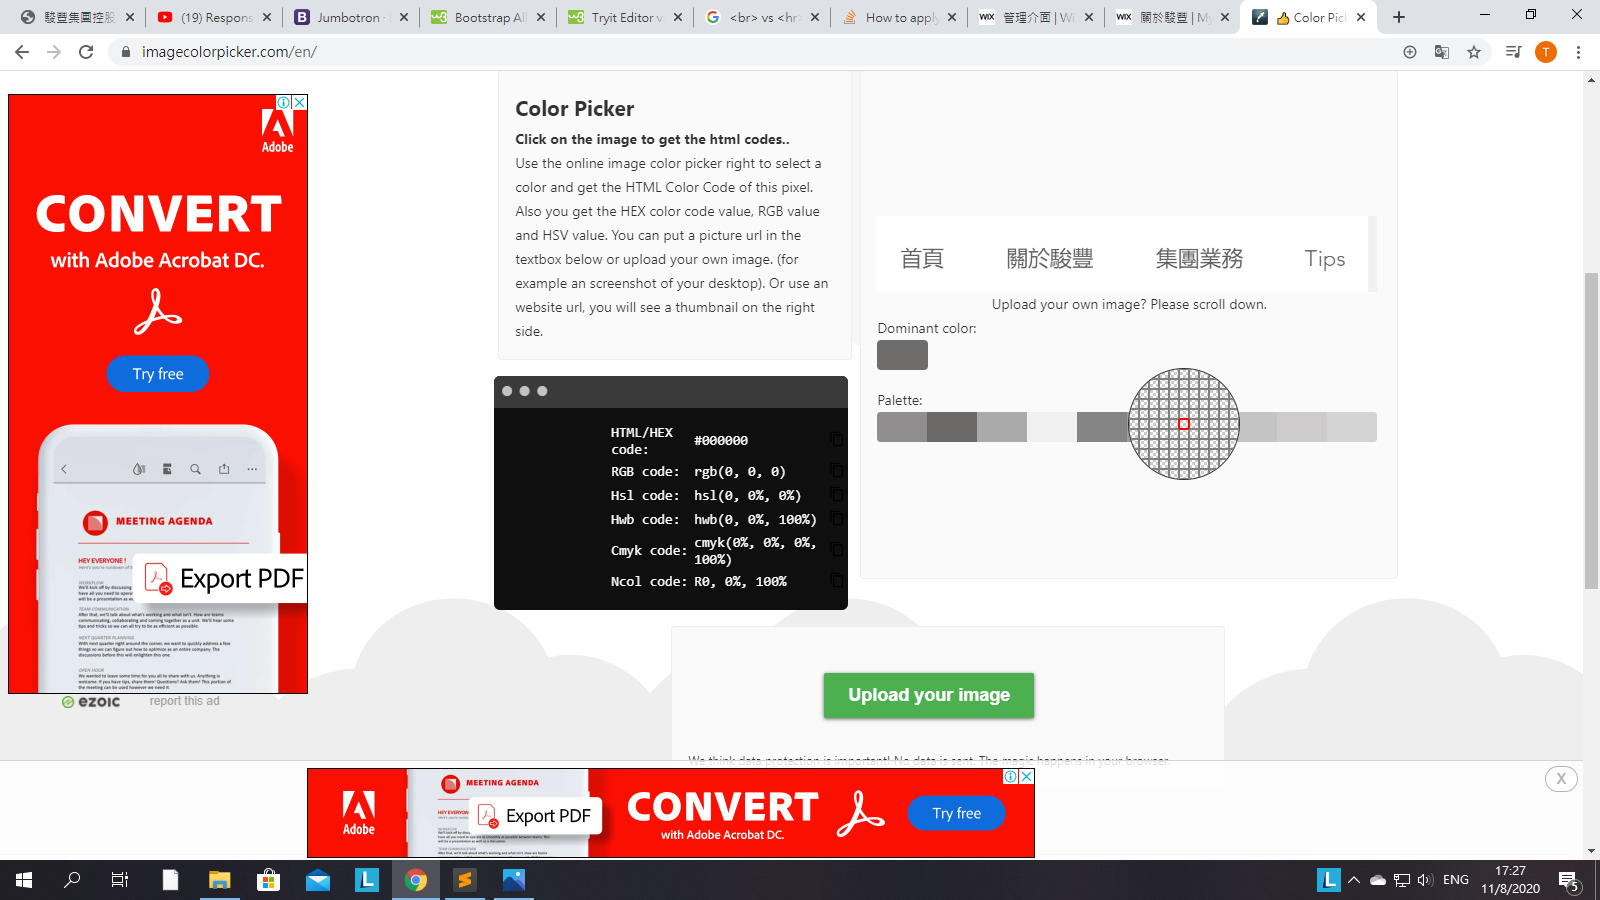 駿豐集團控股
(19) Respons
Jumbotron ·
Bootstrap All
Tryit Editor v
<br> vs <hr>
How to apply
WIX 管理介面 | Wi
WIX 關於駿豐 | My
👍 Color Pick
imagecolorpicker.com/en/
T
Adobe
CONVERT
with Adobe Acrobat DC.
Try free
MEETING AGENDA
HEY EVERYONE !
Export PDF
WORKFLOW
TEAM COMMUNICATION
NEXT QUARTER PLANNING
OPEN HOUR
ezoic
report this ad
Color Picker
Click on the image to get the html codes..
Use the online image color picker right to select a
color and get the HTML Color Code of this pixel.
Also you get the HEX color code value, RGB value
and HSV value. You can put a picture url in the
textbox below or upload your own image. (for
example an screenshot of your desktop). Or use an
website url, you will see a thumbnail on the right
side.
HTML/HEX
code: #000000
RGB code: rgb(0, 0, 0)
Hsl code: hsl(0, 0%, 0%)
Hwb code: hwb(0, 0%, 100%)
Cmyk code: cmyk(0%, 0%, 0%,
100%)
Ncol code: R0, 0%, 100%
首頁 關於駿豐 集團業務 Tips
Upload your own image? Please scroll down.
Dominant color:
Palette:
Upload your image
We think data protection is important! No data is sent. The magic happens in your browser.
X
Adobe
MEETING AGENDA
Export PDF
CONVERT
with Adobe Acrobat DC.
Try free
L
L
ENG
17:27
11/8/2020
5